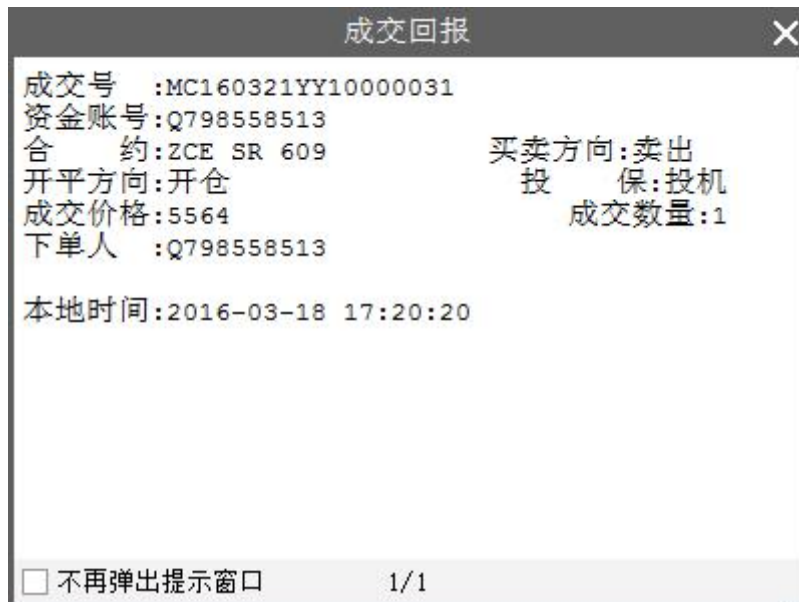 成交回报
成交号 :MC160321YY10000031
资金账号:Q798558513
合 约:ZCE SR 609 买卖方向:卖出
开平方向:开仓 投 保:投机
成交价格:5564 成交数量:1
下单人 :Q798558513
本地时间:2016-03-18 17:20:20
不再弹出提示窗口 1/1